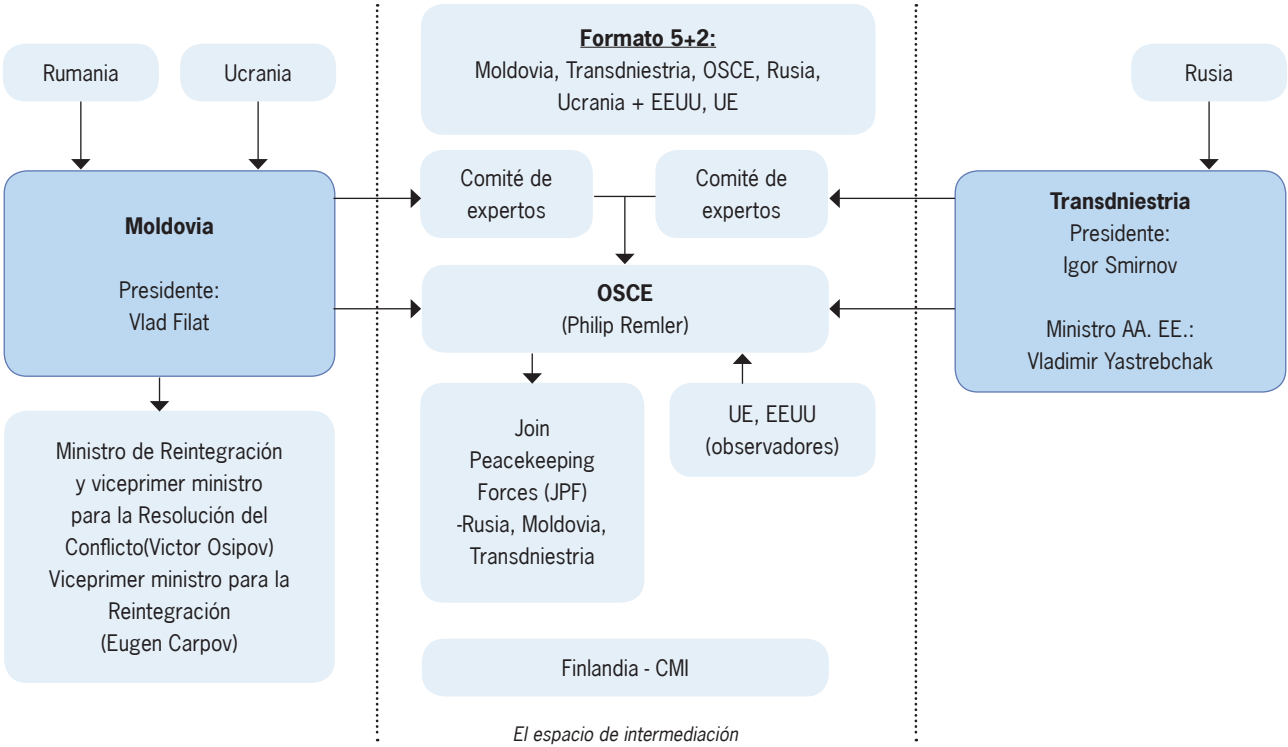 Rumania
Ucrania
Moldovia
Presidente:
Vlad Filat
Ministro de Reintegración
y viceprimer ministro
para la Resolución del
Conflicto(Victor Osipov)
Viceprimer ministro para la
Reintegración
(Eugen Carpov)
Formato 5+2:
Moldovia, Transdniestria, OSCE, Rusia,
Ucrania + EEUU, UE
Comité de
expertos
Comité de
expertos
OSCE
(Philip Remler)
Join
Peacekeeping
Forces (JPF)
-Rusia, Moldovia,
Transdniestria
UE, EEUU
(observadores)
Finlandia - CMI
El espacio de intermediación
Rusia
Transdniestria
Presidente:
Igor Smirnov
Ministro AA. EE.:
Vladimir Yastrebchak